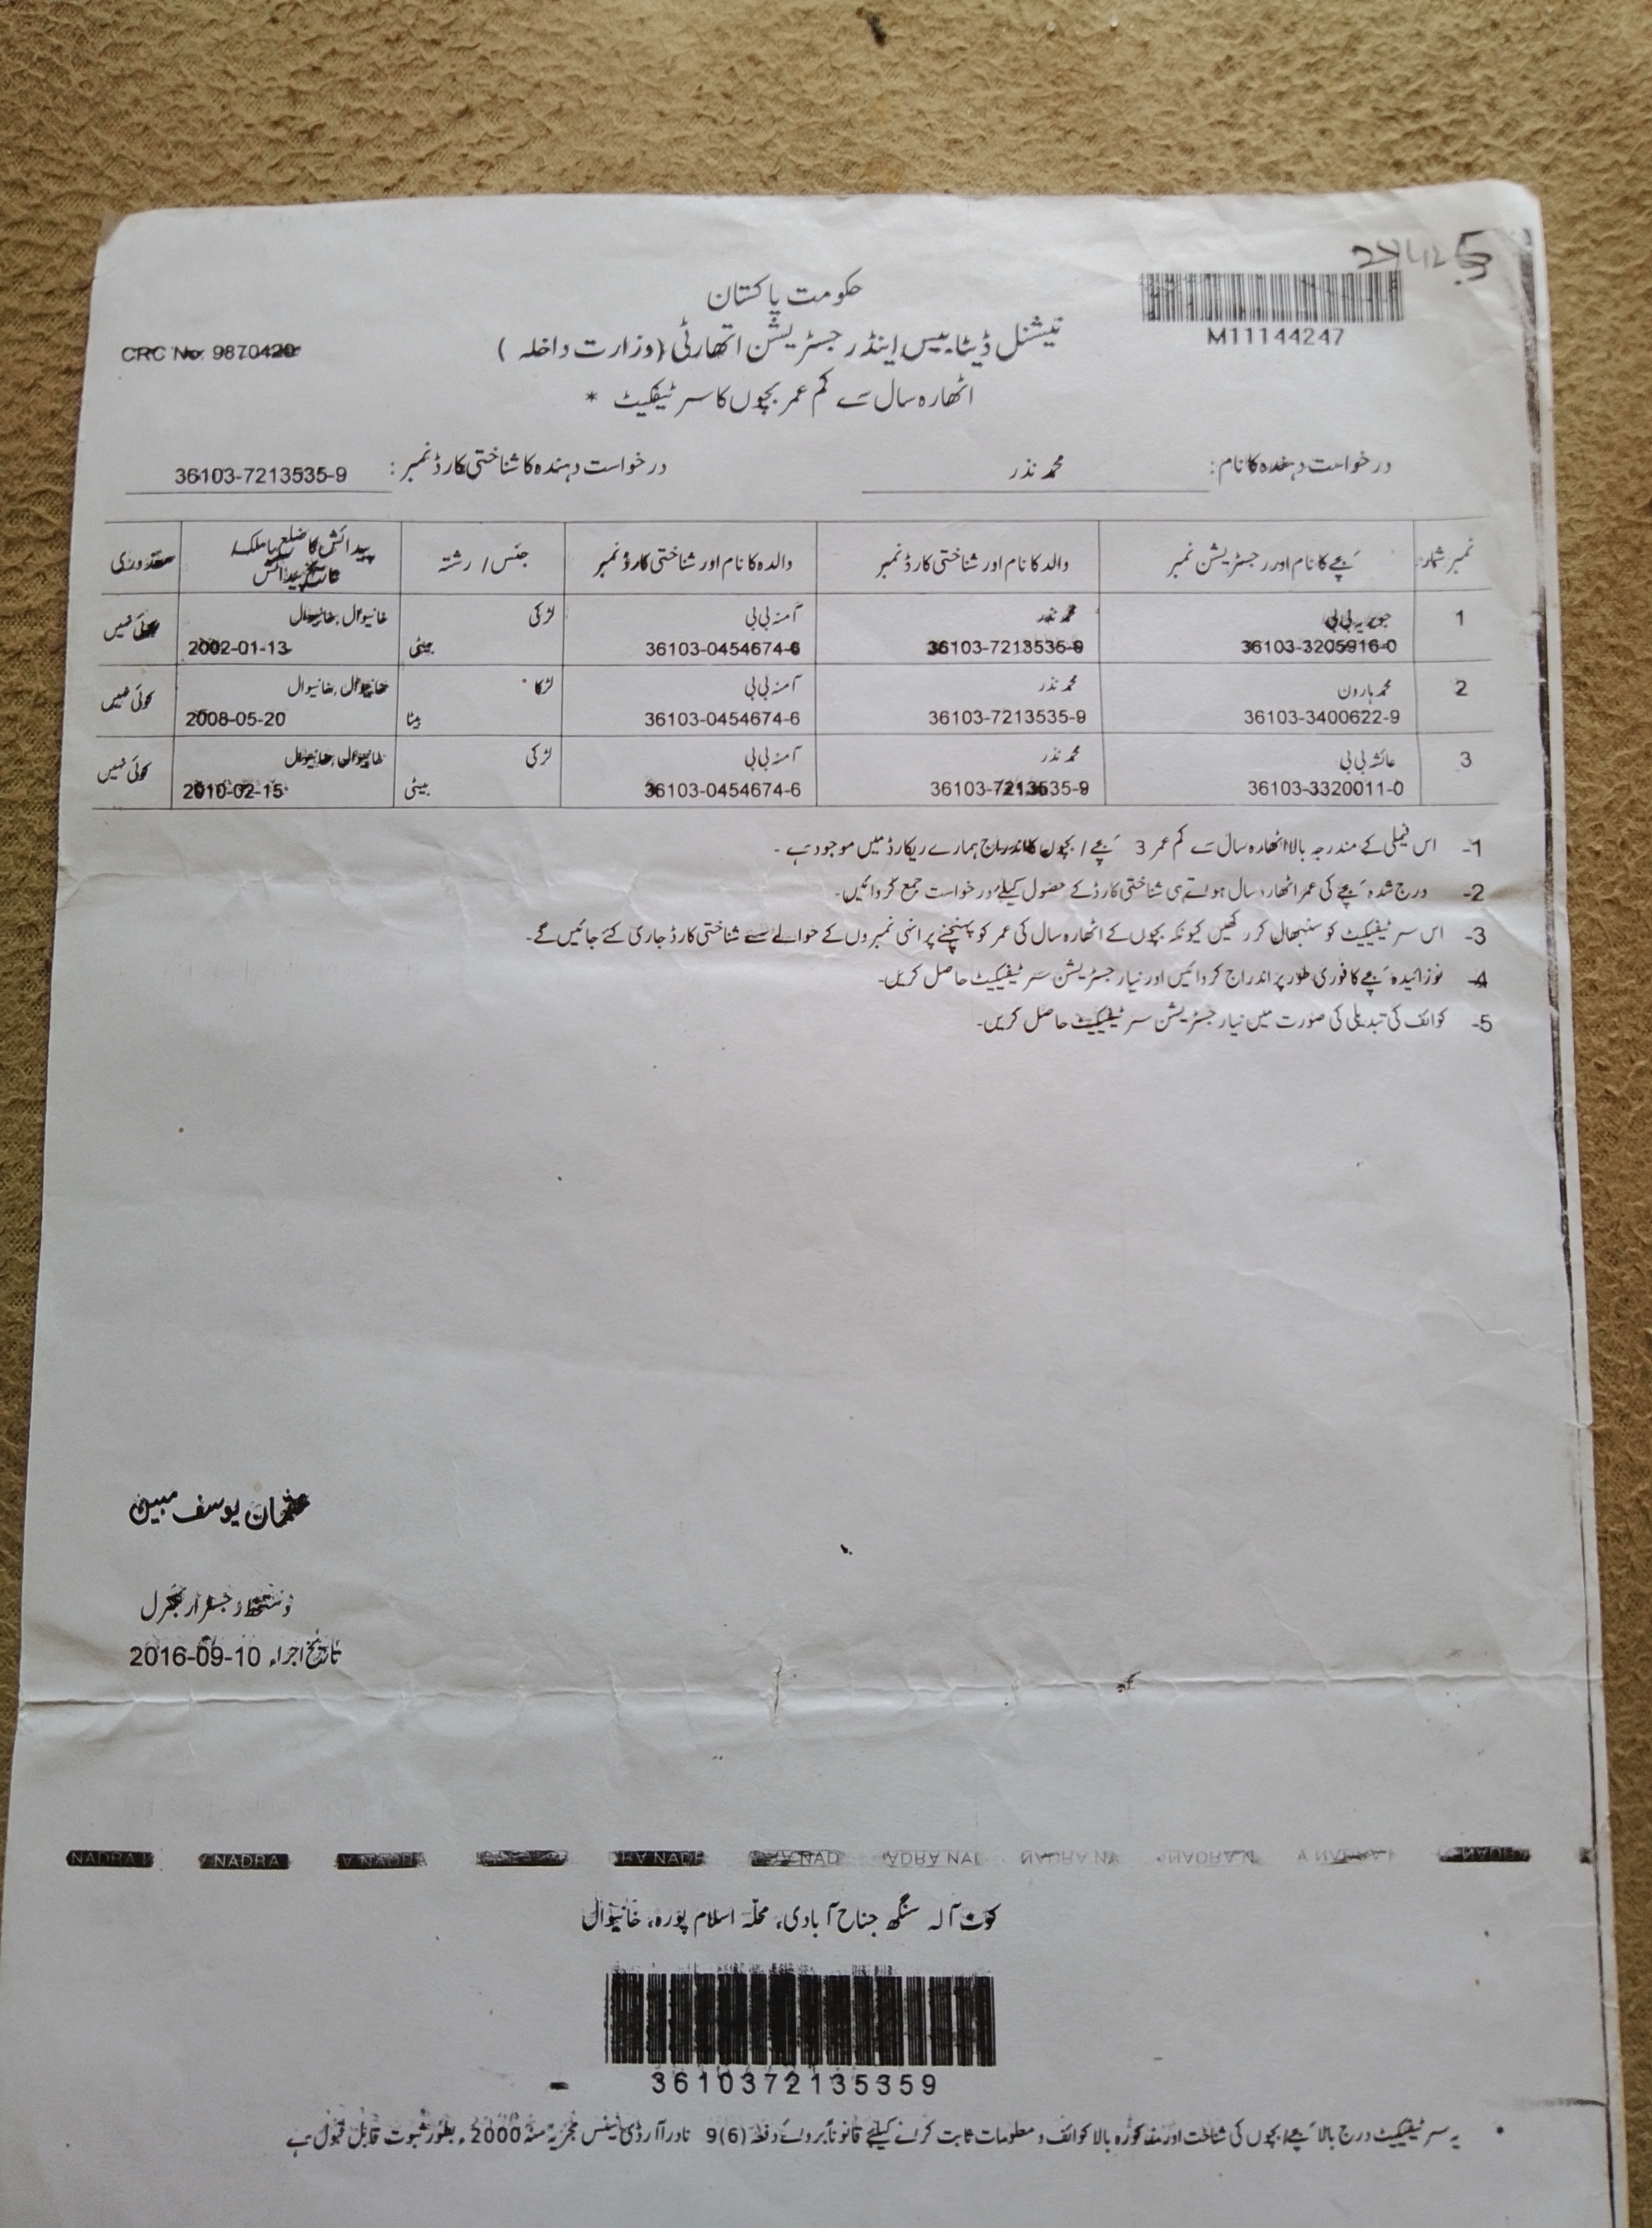 حکومت پاکستان
نیشنل ڈیٹا بیس اینڈ رجسٹریشن اتھارٹی (وزارت داخلہ)
اٹھارہ سال سے کم عمر بچوں کا سرٹیفکیٹ *
M11144247
CRC No. 9870420
درخواست دہندہ کا نام: محمد نذر درخواست دہندہ کا شناختی کارڈ نمبر: 36103-7213535-9
نمبر شمار بچے کا نام اور رجسٹریشن نمبر والد کا نام اور شناختی کارڈ نمبر والدہ کا نام اور شناختی کارڈ نمبر جنس / رشتہ پیدائش کا ضلع یا ملک / تاریخ پیدائش معذوری
1 جویریہ بی بی محمد نذر آمنہ بی بی لڑکی خانیوال, خانیوال کوئی نہیں
36103-3205916-0 36103-7213535-9 36103-0454674-6 بیٹی 2002-01-13
2 محمد ہارون محمد نذر آمنہ بی بی لڑکا خانیوال, خانیوال کوئی نہیں
36103-3400622-9 36103-7213535-9 36103-0454674-6 بیٹا 2008-05-20
3 عائشہ بی بی محمد نذر آمنہ بی بی لڑکی خانیوال, خانیوال کوئی نہیں
36103-3320011-0 36103-7213535-9 36103-0454674-6 بیٹی 2010-02-15
1- اس فیملی کے مندرجہ بالا اٹھارہ سال سے کم عمر 3 بچے / بچوں کا اندراج ہمارے ریکارڈ میں موجود ہے۔
2- درج شدہ بچے کی عمر اٹھارہ سال ہوتے ہی شناختی کارڈ کے حصول کیلئے درخواست جمع کروائیں۔
3- اس سرٹیفیکیٹ کو سنبھال کر رکھیں کیونکہ بچوں کے اٹھارہ سال کی عمر کو پہنچنے پر انہی نمبروں کے حوالے سے شناختی کارڈ جاری کئے جائیں گے۔
4- نوزائیدہ بچے کا فوری طور پر اندراج کروائیں اور نیا رجسٹریشن سرٹیفیکیٹ حاصل کریں۔
5- کوائف کی تبدیلی کی صورت میں نیا رجسٹریشن سرٹیفیکیٹ حاصل کریں۔
عثمان یوسف مبین
دستخط رجسٹرار جنرل
تاریخ اجراء 2016-09-10
NADRA NADRA NADRA
کوٹ آلہ سنگھ جناح آبادی، محلہ اسلام پورہ، خانیوال
3610372135359
• یہ سرٹیفیکیٹ درج بالا بچے/بچوں کی شناخت اور مذکورہ بالا کوائف و معلومات ثابت کرنے کیلئے قانوناً بروئے دفعہ 9(6) نادرا آرڈی نینس مجریہ سنہ 2000ء بطور ثبوت قابل قبول ہے